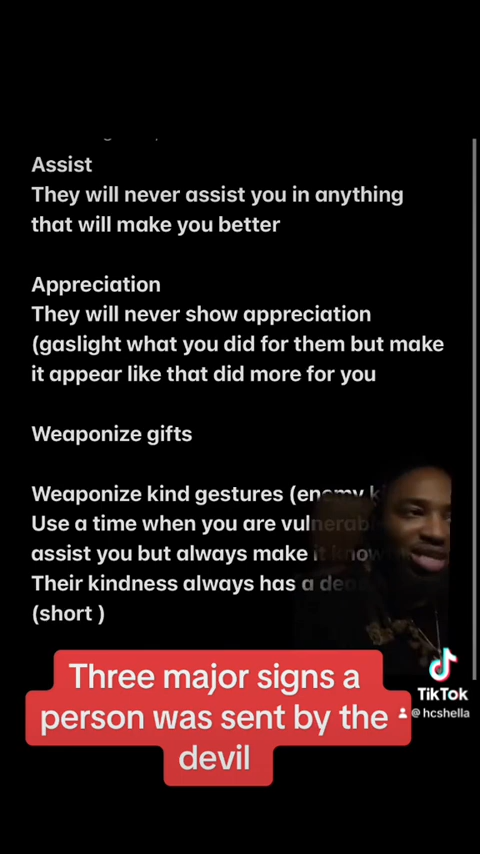 Assist
They will never assist you in anything
that will make you better
Appreciation
They will never show appreciation
(gaslight what you did for them but make
it appear like that did more for you
Weaponize gifts
Weaponize kind gestures (enemy
Use a time when you are
assist you but always make it
Their kindness always has a
(short )
Three major signs a
person was sent by the
devil
TikTok
@hcshella